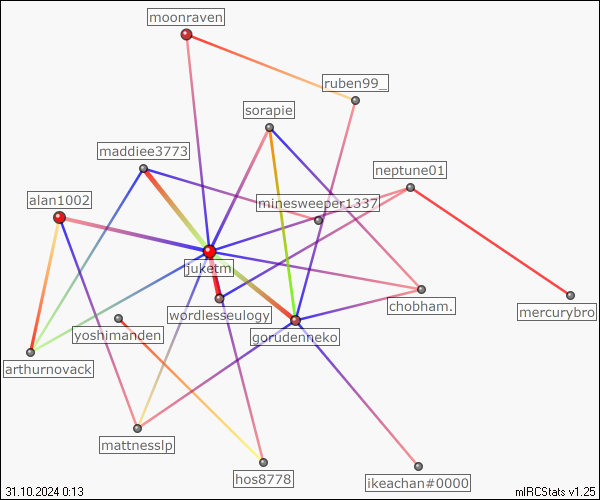 moonraven
ruben99_
sorapie
maddiee3773
neptune01
alan1002
minesweeper1337
juketm
chobham.
wordlesseulogy
mercurybro
yoshimanden
gorudenneko
arthurnovack
mattnesslp
hos8778
ikeachan#0000
31.10.2024 0:13
mIRCStats v1.25